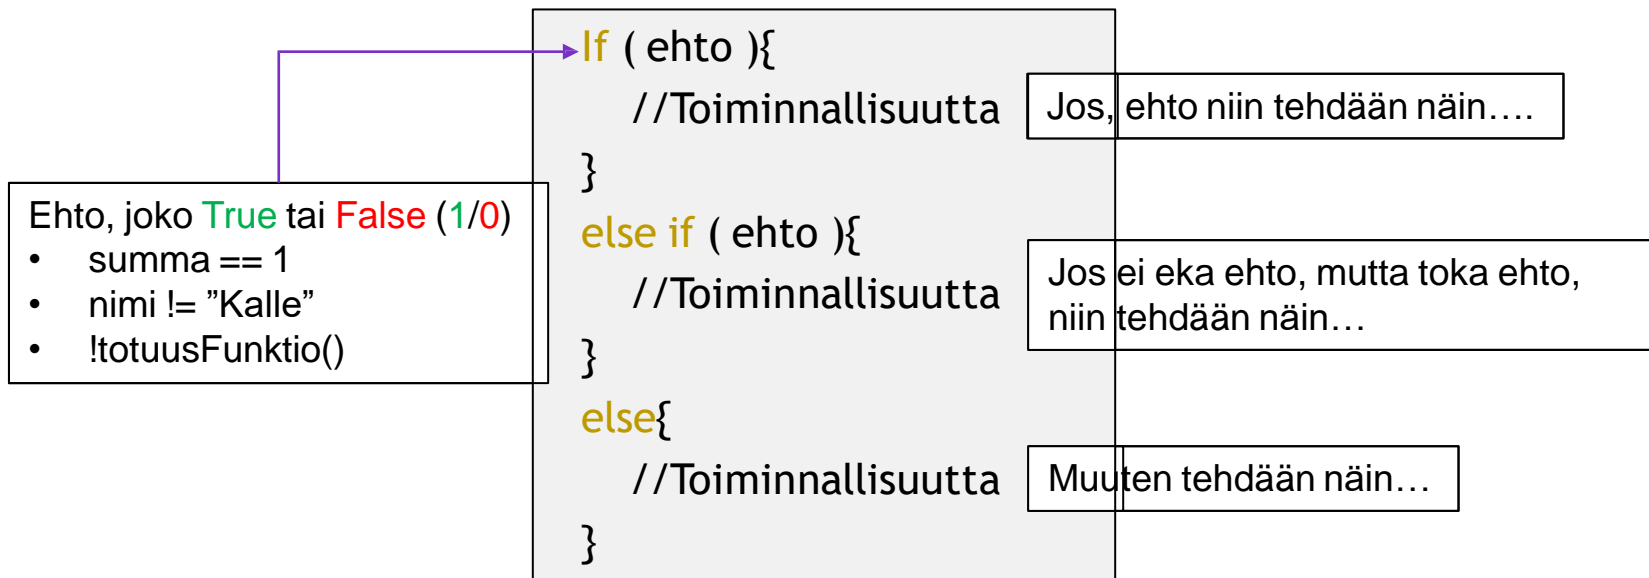 If ( ehto ){
//Toiminnallisuutta
Jos, ehto niin tehdään näin….
}
Ehto, joko True tai False (1/0)
• summa == 1
• nimi != ”Kalle”
• !totuusFunktio()
else if ( ehto ){
//Toiminnallisuutta
Jos ei eka ehto, mutta toka ehto,
niin tehdään näin…
}
else{
//Toiminnallisuutta
Muuten tehdään näin…
}